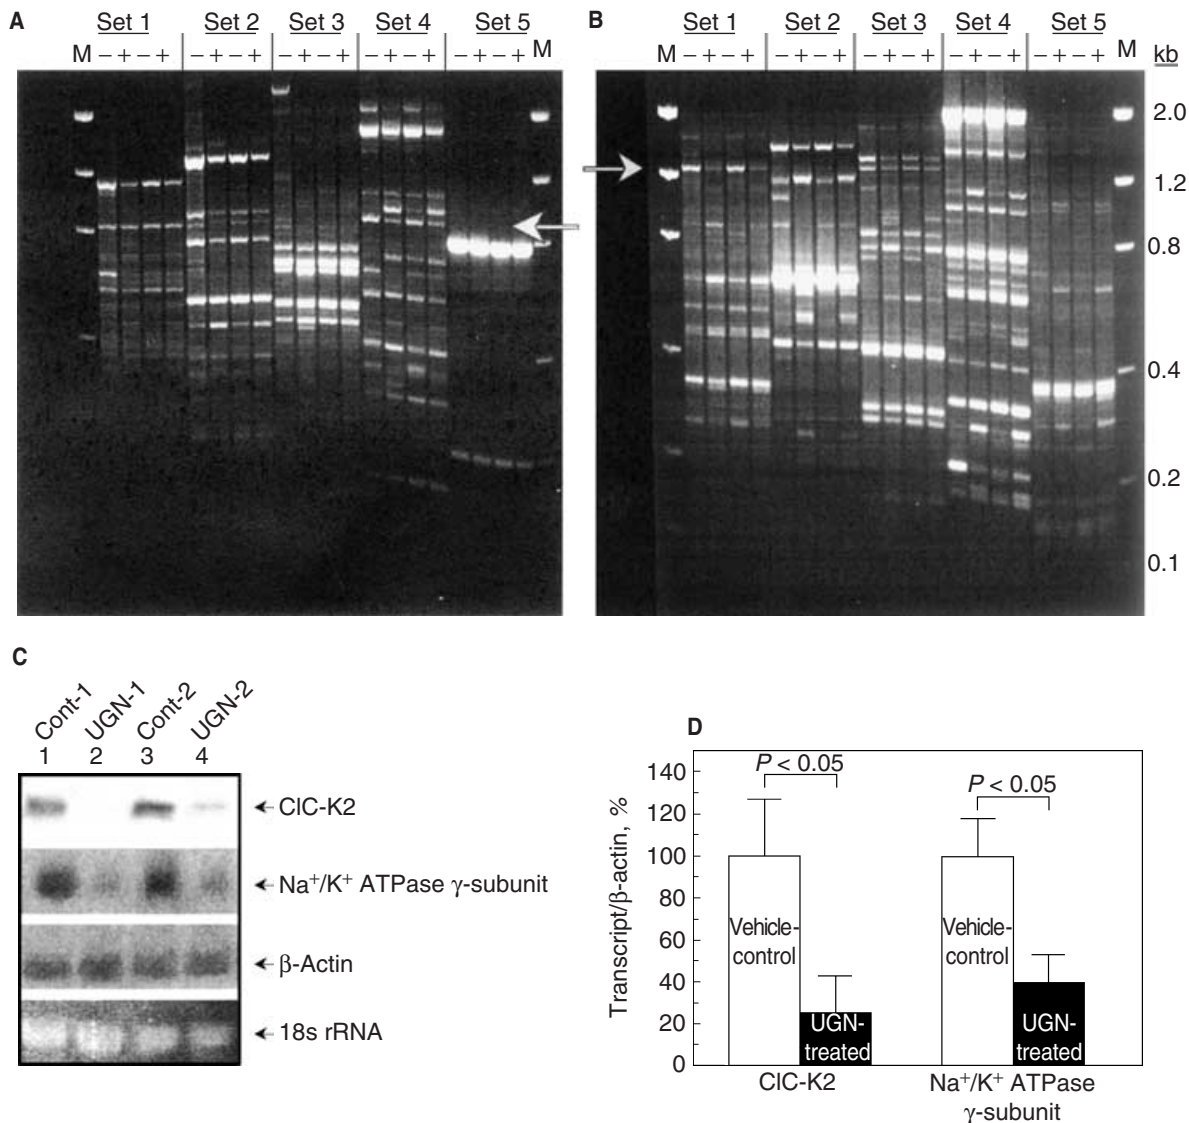 A
Set 1 Set 2 Set 3 Set 4 Set 5
M – + – + – + – + – + – + – + – + – + – + M
B
Set 1 Set 2 Set 3 Set 4 Set 5
M – + – + – + – + – + – + – + – + – + – + M
kb
2.0
1.2
0.8
0.4
0.2
0.1
C
Cont-1 UGN-1 Cont-2 UGN-2
1 2 3 4
ClC-K2
Na⁺/K⁺ ATPase γ-subunit
β-Actin
18s rRNA
D
Transcript/β-actin, %
140
120
100
80
60
40
20
0
P < 0.05
P < 0.05
Vehicle-
control
UGN-
treated
Vehicle-
control
UGN-
treated
ClC-K2
Na⁺/K⁺ ATPase
γ-subunit